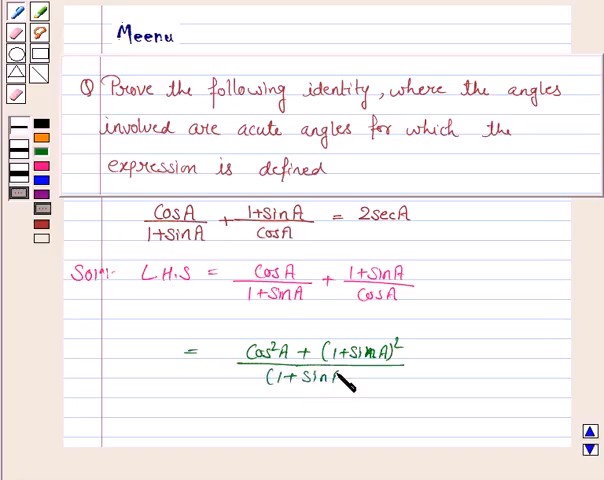 Meenu
Q Prove the following identity, where the angles
involved are acute angles for which the
expression is defined
CosA/1+sinA + 1+sinA/CosA = 2secA
Soln:- L.H.S = CosA/1+SinA + 1+SinA/CosA
= Cos²A + (1+SinA)²/(1+ SinA